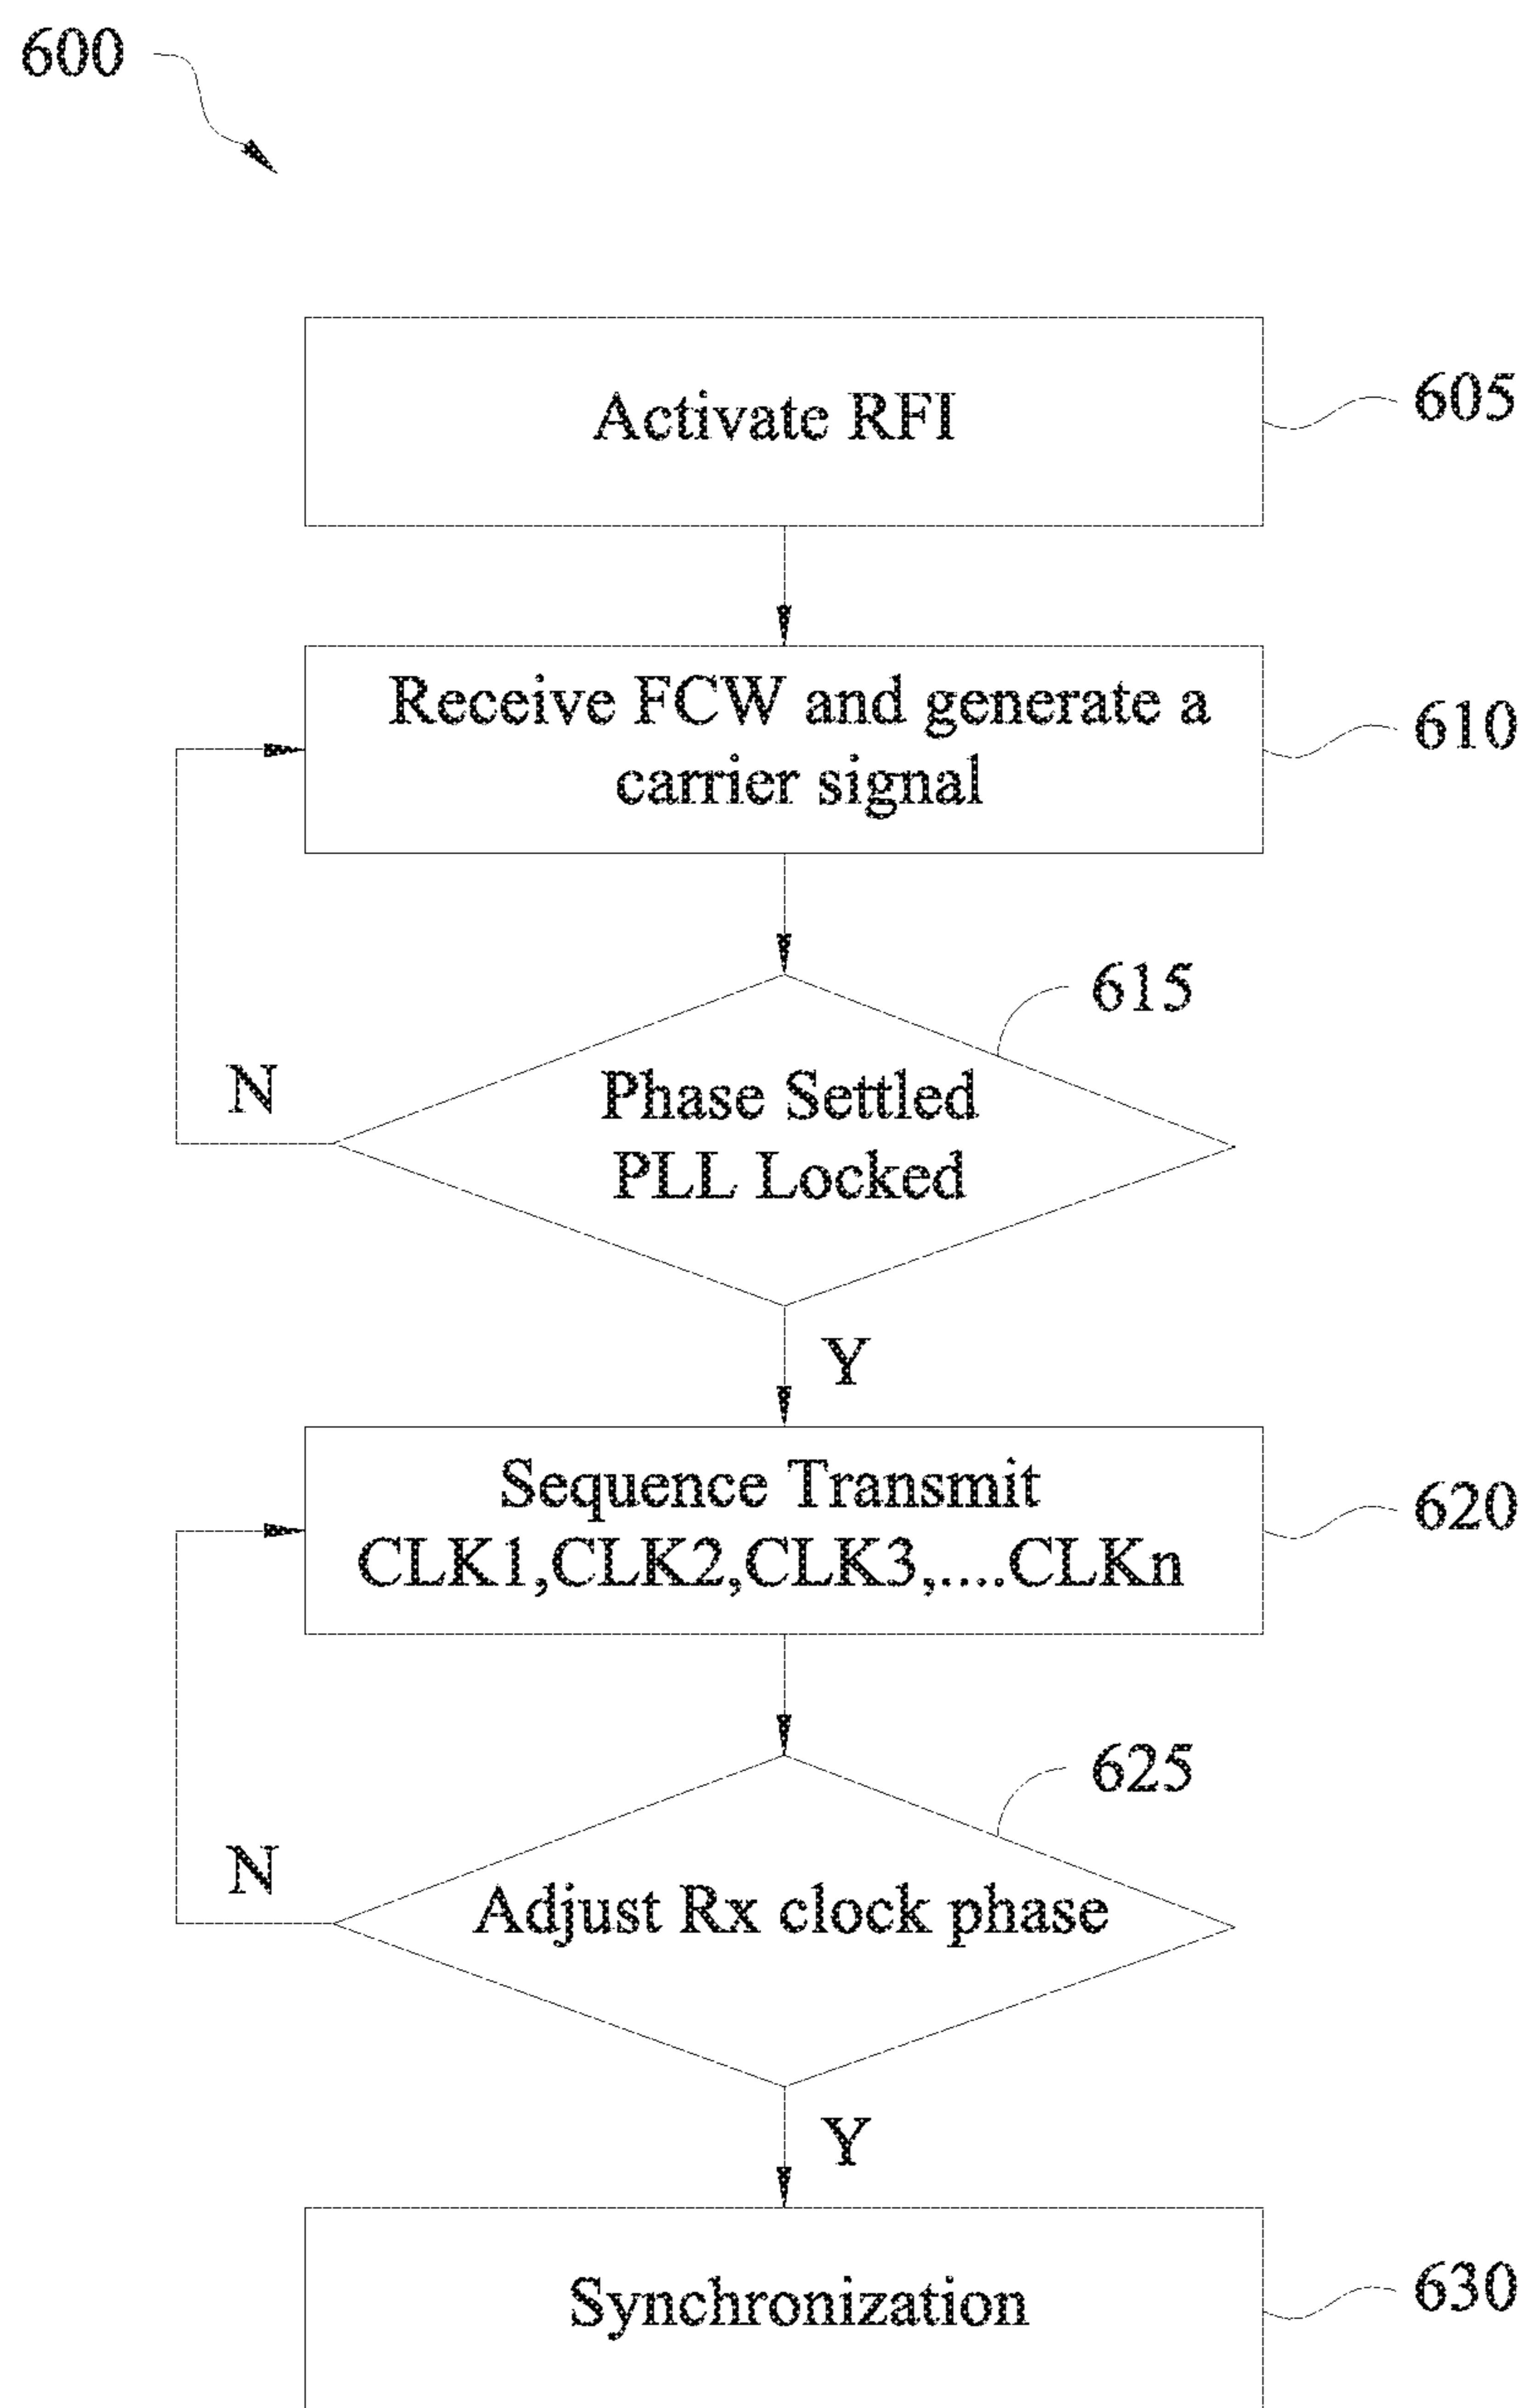 600
Activate RFI
605
Receive FCW and generate a
carrier signal
610
615
Phase Settled
PLL Locked
N
Y
Sequence Transmit
CLK1,CLK2,CLK3,....CLKn
620
625
Adjust Rx clock phase
N
Y
Synchronization
630